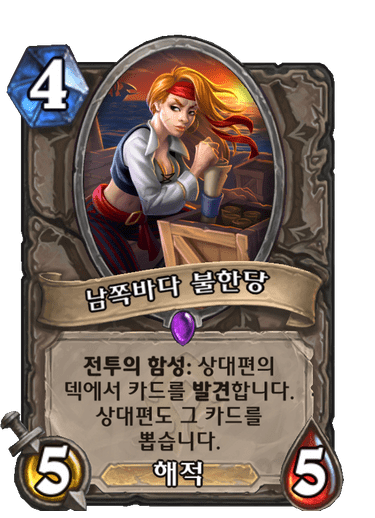 4
남쪽바다 불한당
전투의 함성: 상대편의
덱에서 카드를 발견합니다.
상대편도 그 카드를
뽑습니다.
5
해적
5